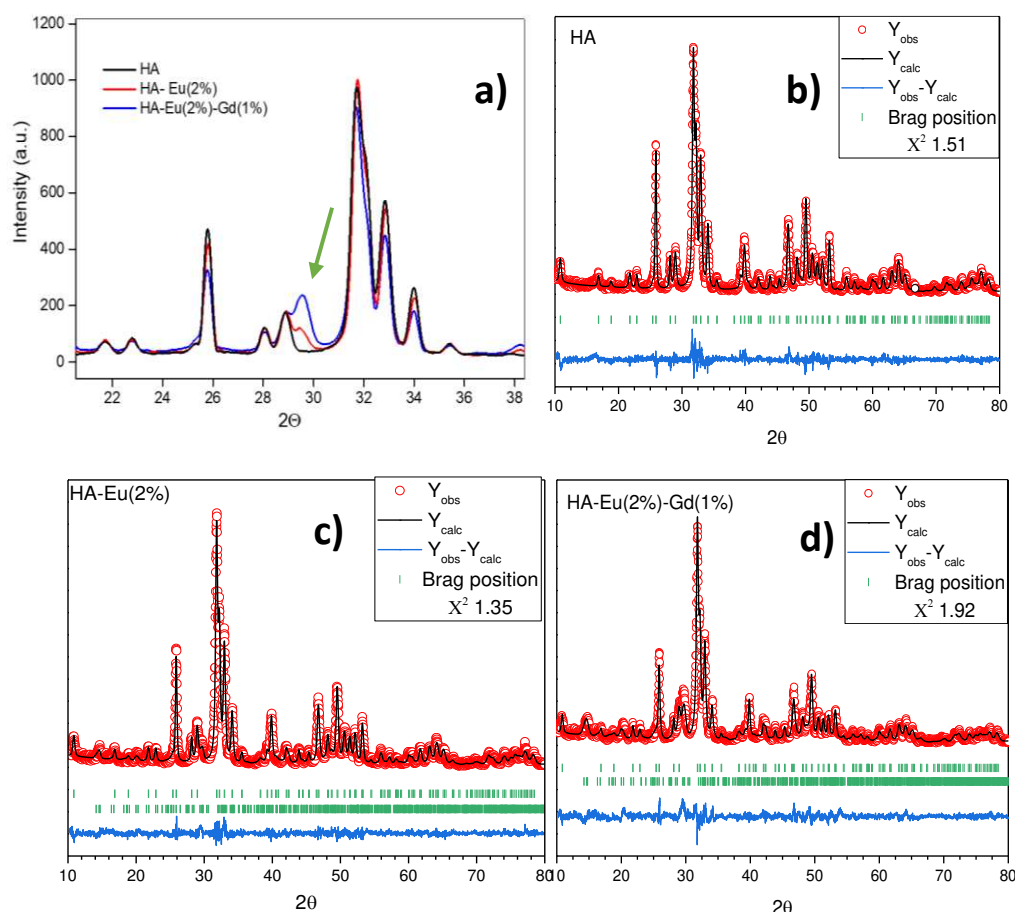 a)
HA
HA- Eu(2%)
HA-Eu(2%)-Gd(1%)
Intensity (a.u.)
1200
1000
800
600
400
200
0
22 24 26 28 30 32 34 36 38
2Θ
b)
HA
Yobs
Ycalc
Yobs-Ycalc
Brag position
X² 1.51
10 20 30 40 50 60 70 80
2θ
HA-Eu(2%)
c)
Yobs
Ycalc
Yobs-Ycalc
Brag position
X² 1.35
10 20 30 40 50 60 70 80
2θ
HA-Eu(2%)-Gd(1%)
d)
Yobs
Ycalc
Yobs-Ycalc
Brag position
X² 1.92
10 20 30 40 50 60 70 80
2θ